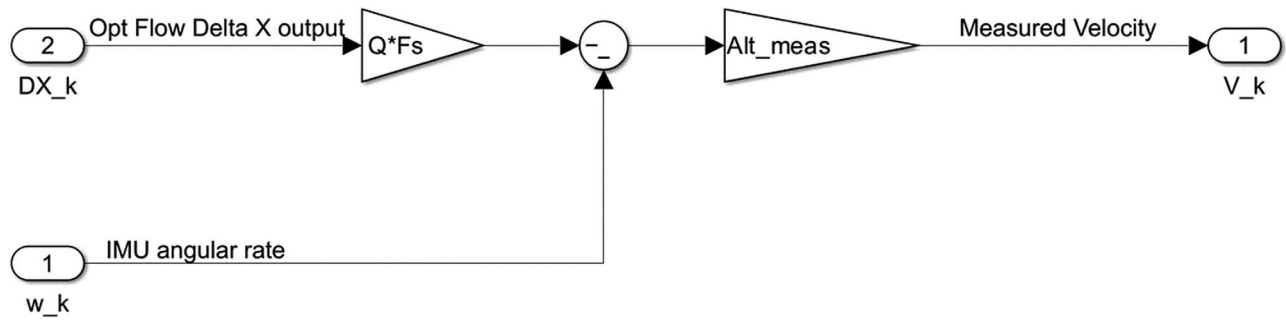 2
Opt Flow Delta X output
DX_k
Q*Fs
−
−
Alt_meas
Measured Velocity
1
V_k
1
IMU angular rate
w_k